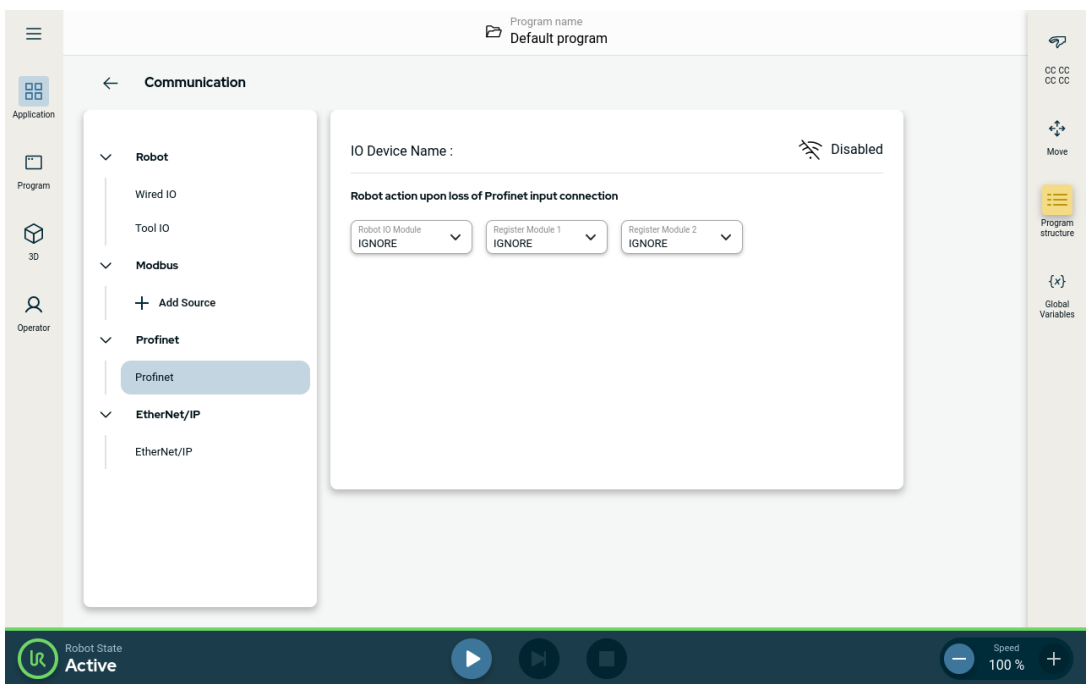 Program name
Default program
Application
Program
3D
Operator
Communication
Robot
Wired IO
Tool IO
Modbus
Add Source
Profinet
Profinet
EtherNet/IP
EtherNet/IP
IO Device Name :
Disabled
Robot action upon loss of Profinet input connection
Robot IO Module
IGNORE
Register Module 1
IGNORE
Register Module 2
IGNORE
CC CC
CC CC
Move
Program
structure
{x}
Global
Variables
UR
Robot State
Active
Speed
100 %